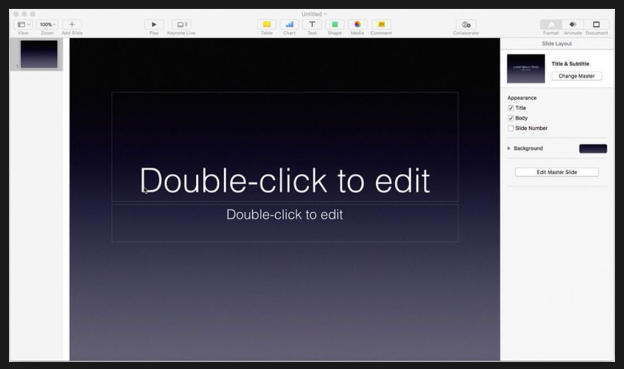 Untitled
View
100%
Zoom
Add Slide
Play
Keynote Live
Table
Chart
Text
Shape
Media
Comment
Collaborate
Format
Animate
Document
1
Double-click to edit
Double-click to edit
Slide Layout
Title & Subtitle
Change Master
Appearance
Title
Body
Slide Number
Background
Edit Master Slide